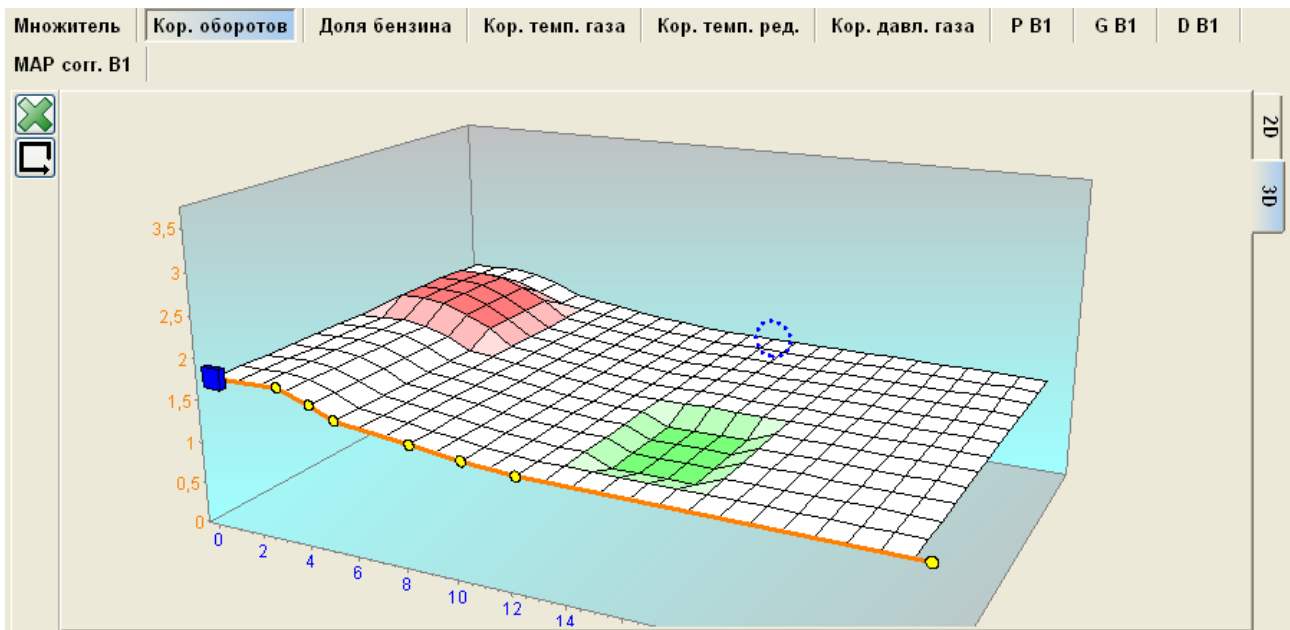 Множитель Кор. оборотов Доля бензина Кор. темп. газа Кор. темп. ред. Кор. давл. газа P B1 G B1 D B1
MAP corr. B1
2D
3D
3,5
3
2,5
2
1,5
1
0,5
0
0 2 4 6 8 10 12 14